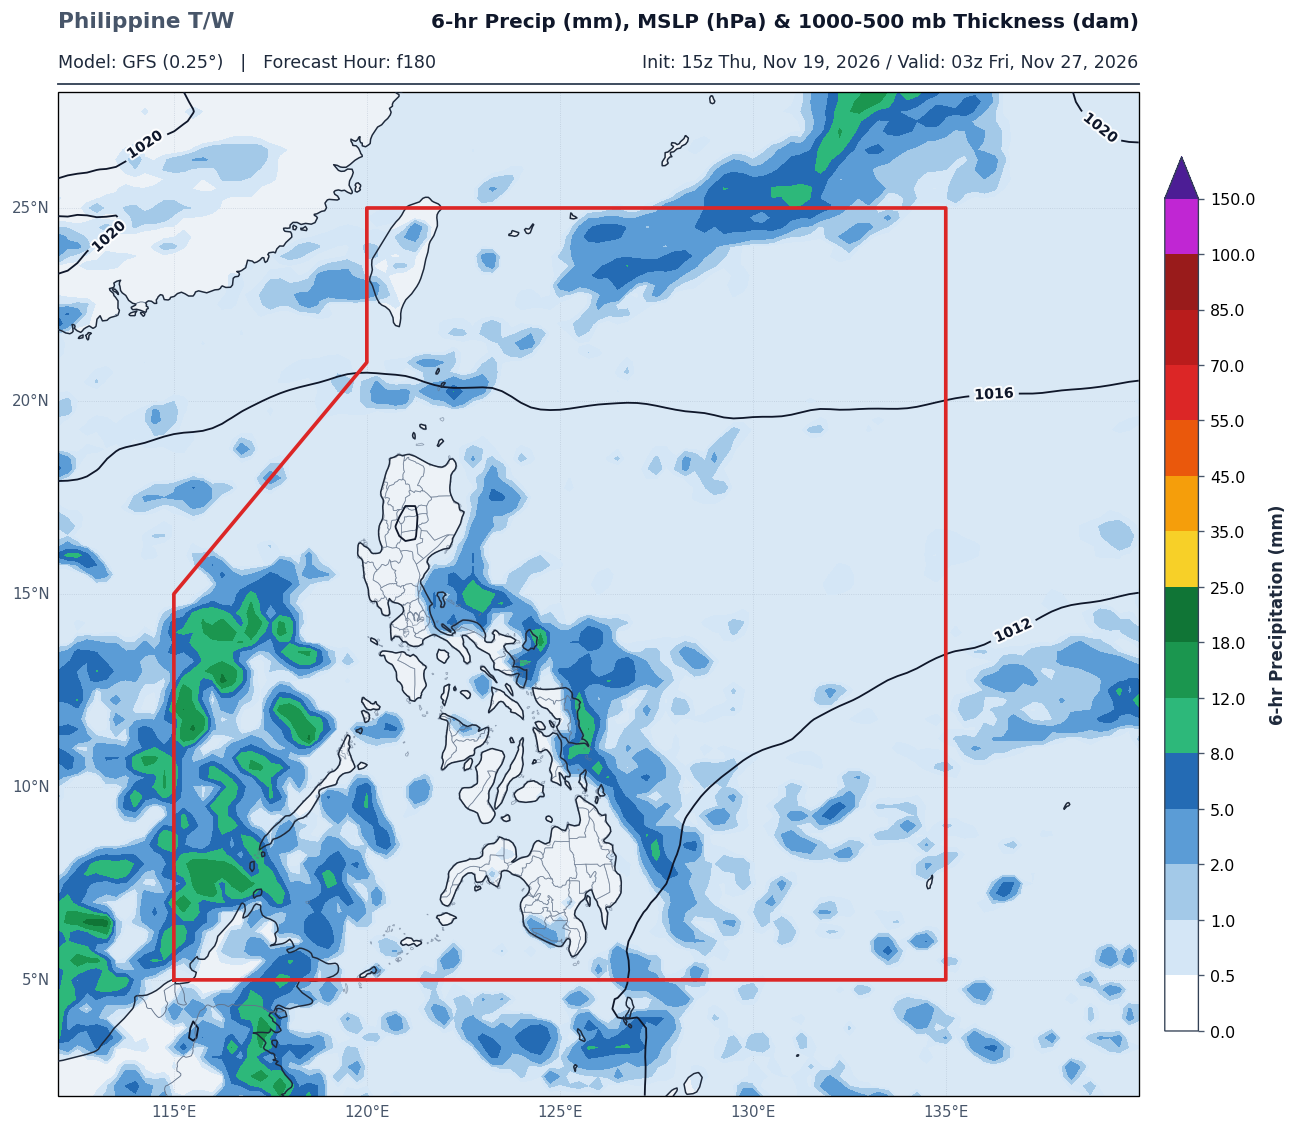 Philippine T/W
6-hr Precip (mm), MSLP (hPa) & 1000-500 mb Thickness (dam)
Model: GFS (0.25°) | Forecast Hour: f180
Init: 15z Thu, Nov 19, 2026 / Valid: 03z Fri, Nov 27, 2026
1020
1020
1020
1016
1012
25°N
20°N
15°N
10°N
5°N
115°E
120°E
125°E
130°E
135°E
150.0
100.0
85.0
70.0
55.0
45.0
35.0
25.0
18.0
12.0
8.0
5.0
2.0
1.0
0.5
0.0
6-hr Precipitation (mm)